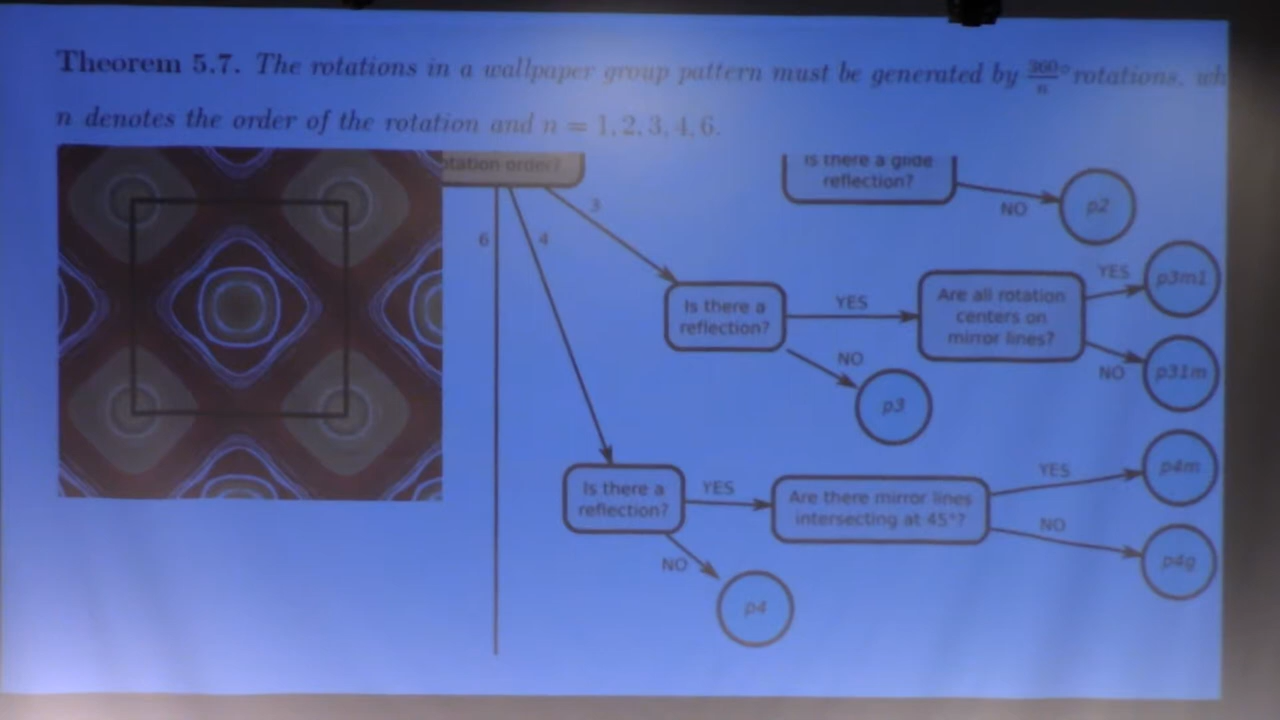 Theorem 5.7. The rotations in a wallpaper group pattern must be generated by 360/n° rotations, wh
n denotes the order of the rotation and n = 1, 2, 3, 4, 6.
otation order?
Is there a glide
reflection?
NO
p2
6
4
3
Is there a
reflection?
YES
Are all rotation
centers on
mirror lines?
YES
p3m1
NO
p31m
NO
p3
Is there a
reflection?
YES
Are there mirror lines
intersecting at 45°?
YES
p4m
NO
p4g
NO
p4